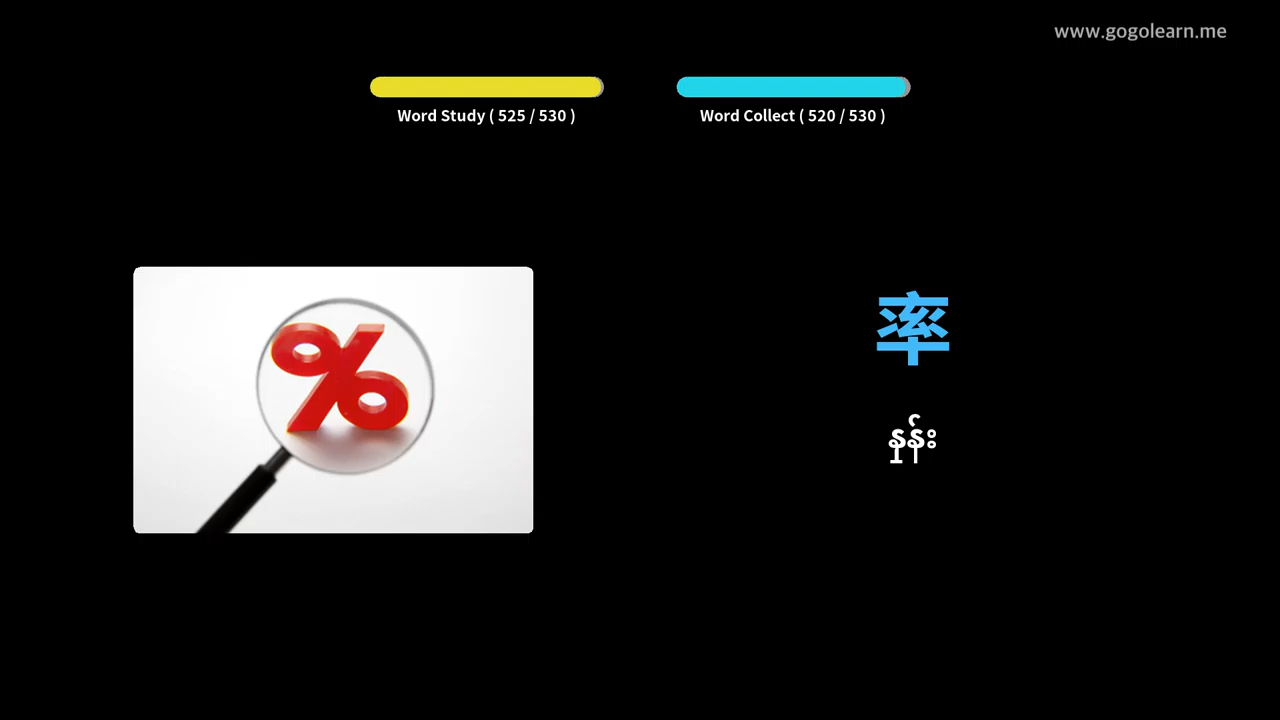 www.gogolearn.me
Word Study ( 525 / 530 )
Word Collect ( 520 / 530 )
%
率
နှုန်း